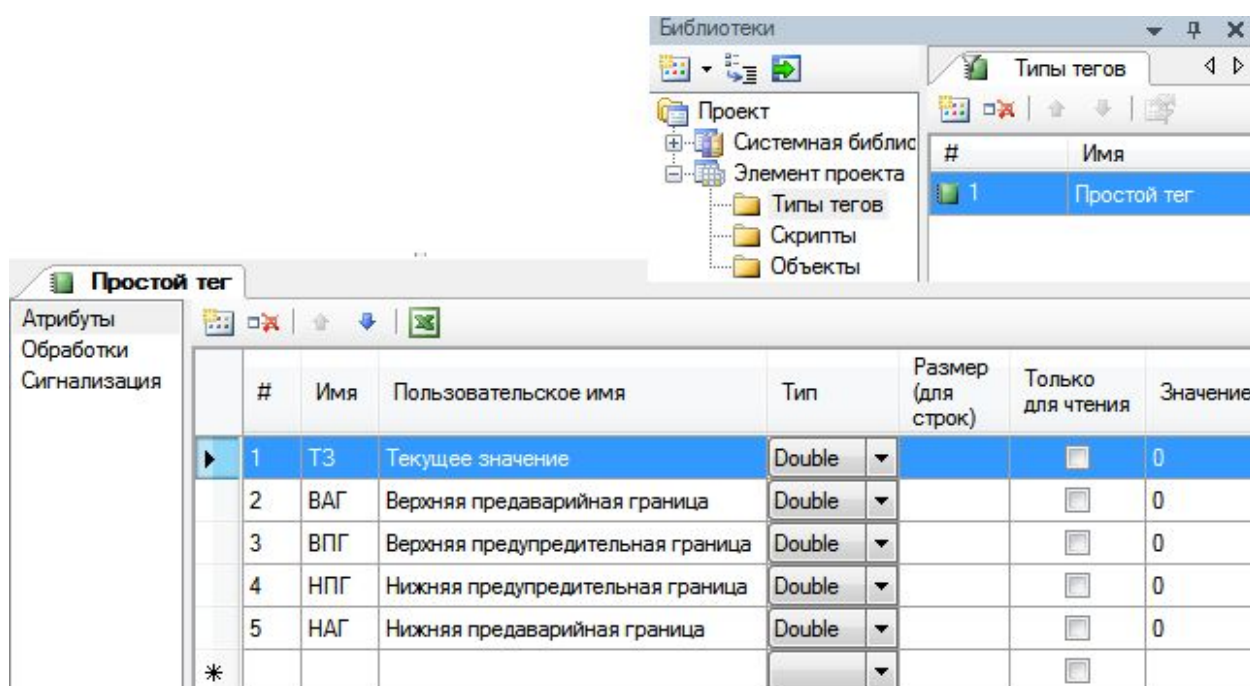 Библиотеки
Типы тегов
Проект
Системная библис
Элемент проекта
Типы тегов
Скрипты
Объекты
# Имя
1 Простой тег
Простой тег
Атрибуты
Обработки
Сигнализация
# Имя Пользовательское имя Тип Размер (для строк) Только для чтения Значение
1 ТЗ Текущее значение Double 0
2 ВАГ Верхняя предаварийная граница Double 0
3 ВПГ Верхняя предупредительная граница Double 0
4 НПГ Нижняя предупредительная граница Double 0
5 НАГ Нижняя предаварийная граница Double 0